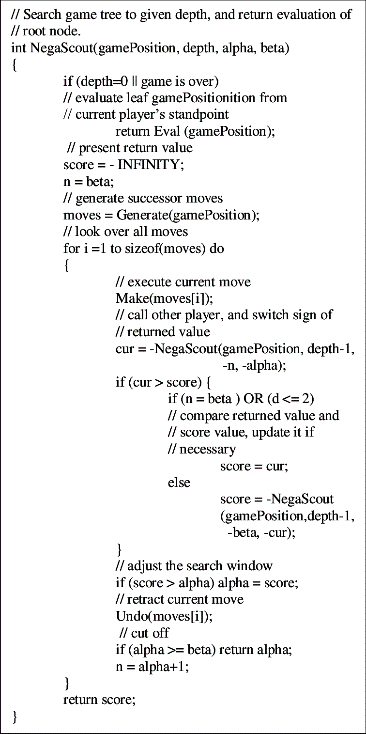 // Search game tree to given depth, and return evaluation of
// root node.
int NegaScout(gamePosition, depth, alpha, beta)
{
if (depth=0 || game is over)
// evaluate leaf gamePositionition from
// current player's standpoint
return Eval (gamePosition);
// present return value
score = - INFINITY;
n = beta;
// generate successor moves
moves = Generate(gamePosition);
// look over all moves
for i =1 to sizeof(moves) do
{
// execute current move
Make(moves[i]);
// call other player, and switch sign of
// returned value
cur = -NegaScout(gamePosition, depth-1,
-n, -alpha);
if (cur > score) {
if (n = beta ) OR (d <= 2)
// compare returned value and
// score value, update it if
// necessary
score = cur;
else
score = -NegaScout
(gamePosition,depth-1,
-beta, -cur);
}
// adjust the search window
if (score > alpha) alpha = score;
// retract current move
Undo(moves[i]);
// cut off
if (alpha >= beta) return alpha;
n = alpha+1;
}
return score;
}